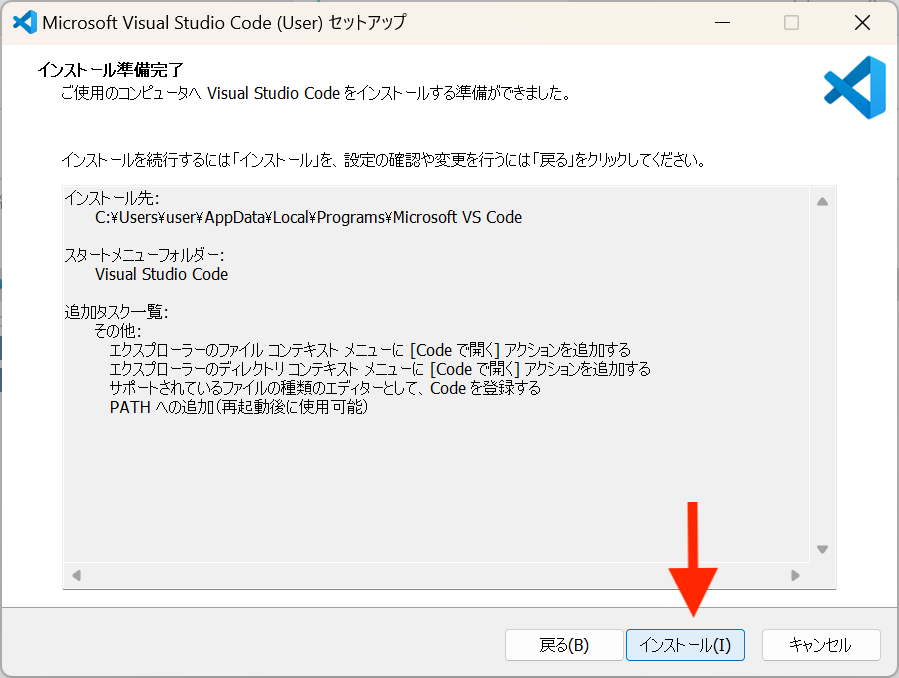 Microsoft Visual Studio Code (User) セットアップ
インストール準備完了
ご使用のコンピュータへ Visual Studio Code をインストールする準備ができました。
インストールを続行するには「インストール」を、設定の確認や変更を行うには「戻る」をクリックしてください。
インストール先:
C:¥Users¥user¥AppData¥Local¥Programs¥Microsoft VS Code
スタートメニューフォルダー:
Visual Studio Code
追加タスク一覧:
その他:
エクスプローラーのファイル コンテキスト メニューに [Code で開く] アクションを追加する
エクスプローラーのディレクトリ コンテキスト メニューに [Code で開く] アクションを追加する
サポートされているファイルの種類のエディターとして、Code を登録する
PATH への追加（再起動後に使用可能）
戻る(B) インストール(I) キャンセル